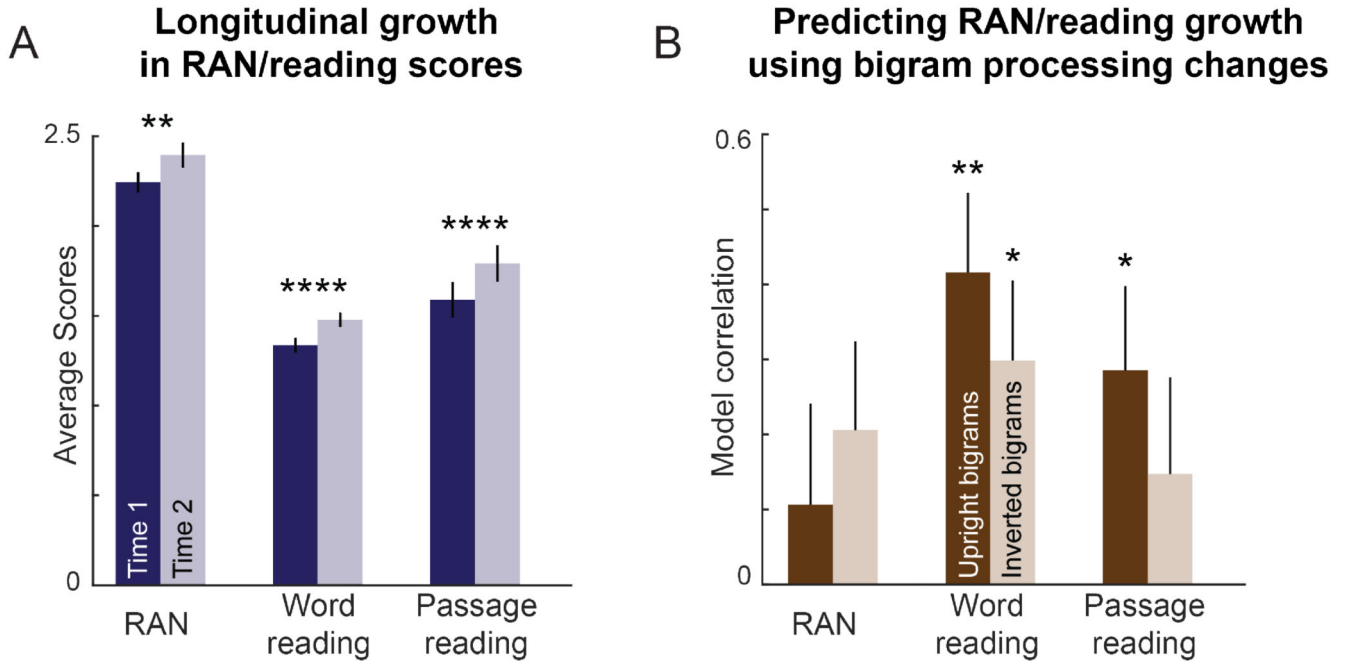 A
Longitudinal growth
in RAN/reading scores
2.5
**
****
****
Average Scores
Time 1
Time 2
0
RAN
Word
reading
Passage
reading
B
Predicting RAN/reading growth
using bigram processing changes
0.6
**
*
*
Model correlation
Upright bigrams
Inverted bigrams
0
RAN
Word
reading
Passage
reading